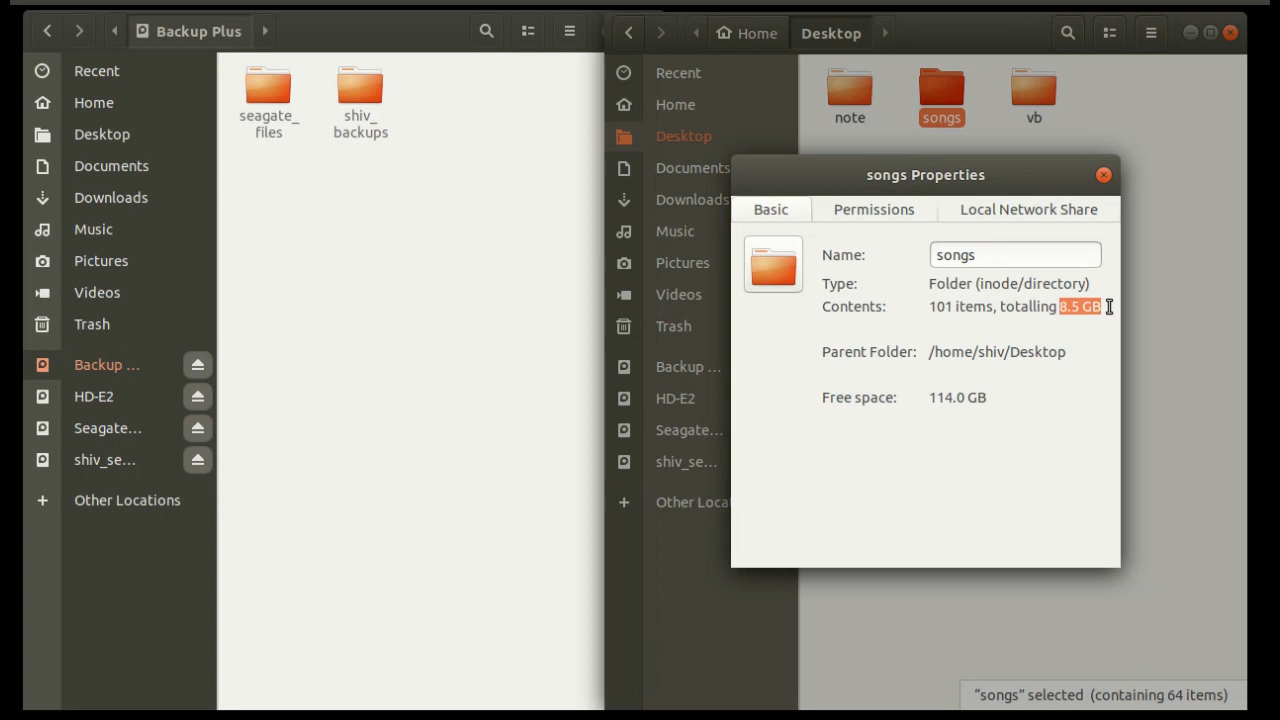 Backup Plus
Recent
Home
Desktop
Documents
Downloads
Music
Pictures
Videos
Trash
Backup ...
HD-E2
Seagate...
shiv_se...
Other Locations
seagate_
files
shiv_
backups
Home
Desktop
Recent
Home
Desktop
Documents
Downloads
Music
Pictures
Videos
Trash
Backup ...
HD-E2
Seagate...
shiv_se...
Other Loca
note
songs
vb
songs Properties
Basic
Permissions
Local Network Share
Name: songs
Type: Folder (inode/directory)
Contents: 101 items, totalling 8.5 GB
Parent Folder: /home/shiv/Desktop
Free space: 114.0 GB
“songs” selected (containing 64 items)